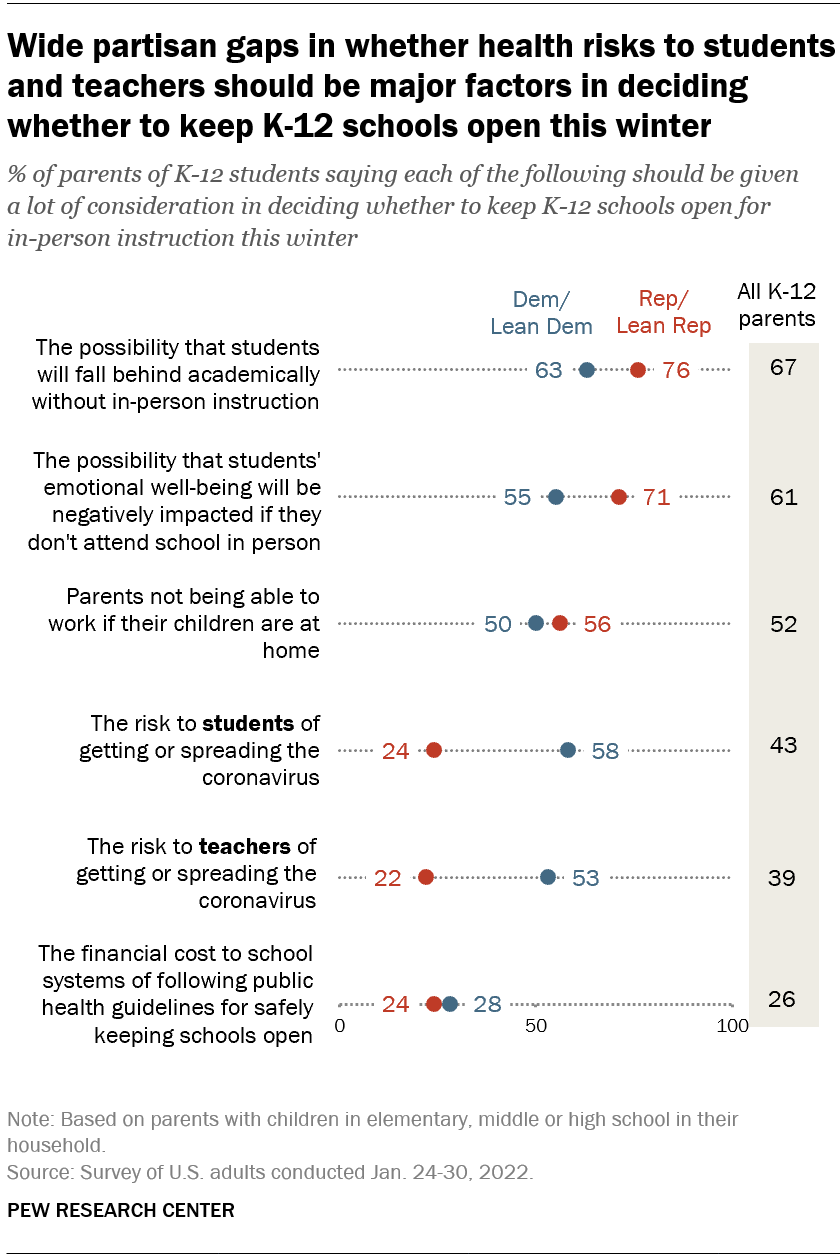 Wide partisan gaps in whether health risks to students
and teachers should be major factors in deciding
whether to keep K-12 schools open this winter
% of parents of K-12 students saying each of the following should be given
a lot of consideration in deciding whether to keep K-12 schools open for
in-person instruction this winter
Dem/
Lean Dem
Rep/
Lean Rep
All K-12
parents
The possibility that students
will fall behind academically
without in-person instruction
63 76 67
The possibility that students'
emotional well-being will be
negatively impacted if they
don't attend school in person
55 71 61
Parents not being able to
work if their children are at
home
50 56 52
The risk to students of
getting or spreading the
coronavirus
24 58 43
The risk to teachers of
getting or spreading the
coronavirus
22 53 39
The financial cost to school
systems of following public
health guidelines for safely
keeping schools open
24 28 26
0 50 100
Note: Based on parents with children in elementary, middle or high school in their
household.
Source: Survey of U.S. adults conducted Jan. 24-30, 2022.
PEW RESEARCH CENTER